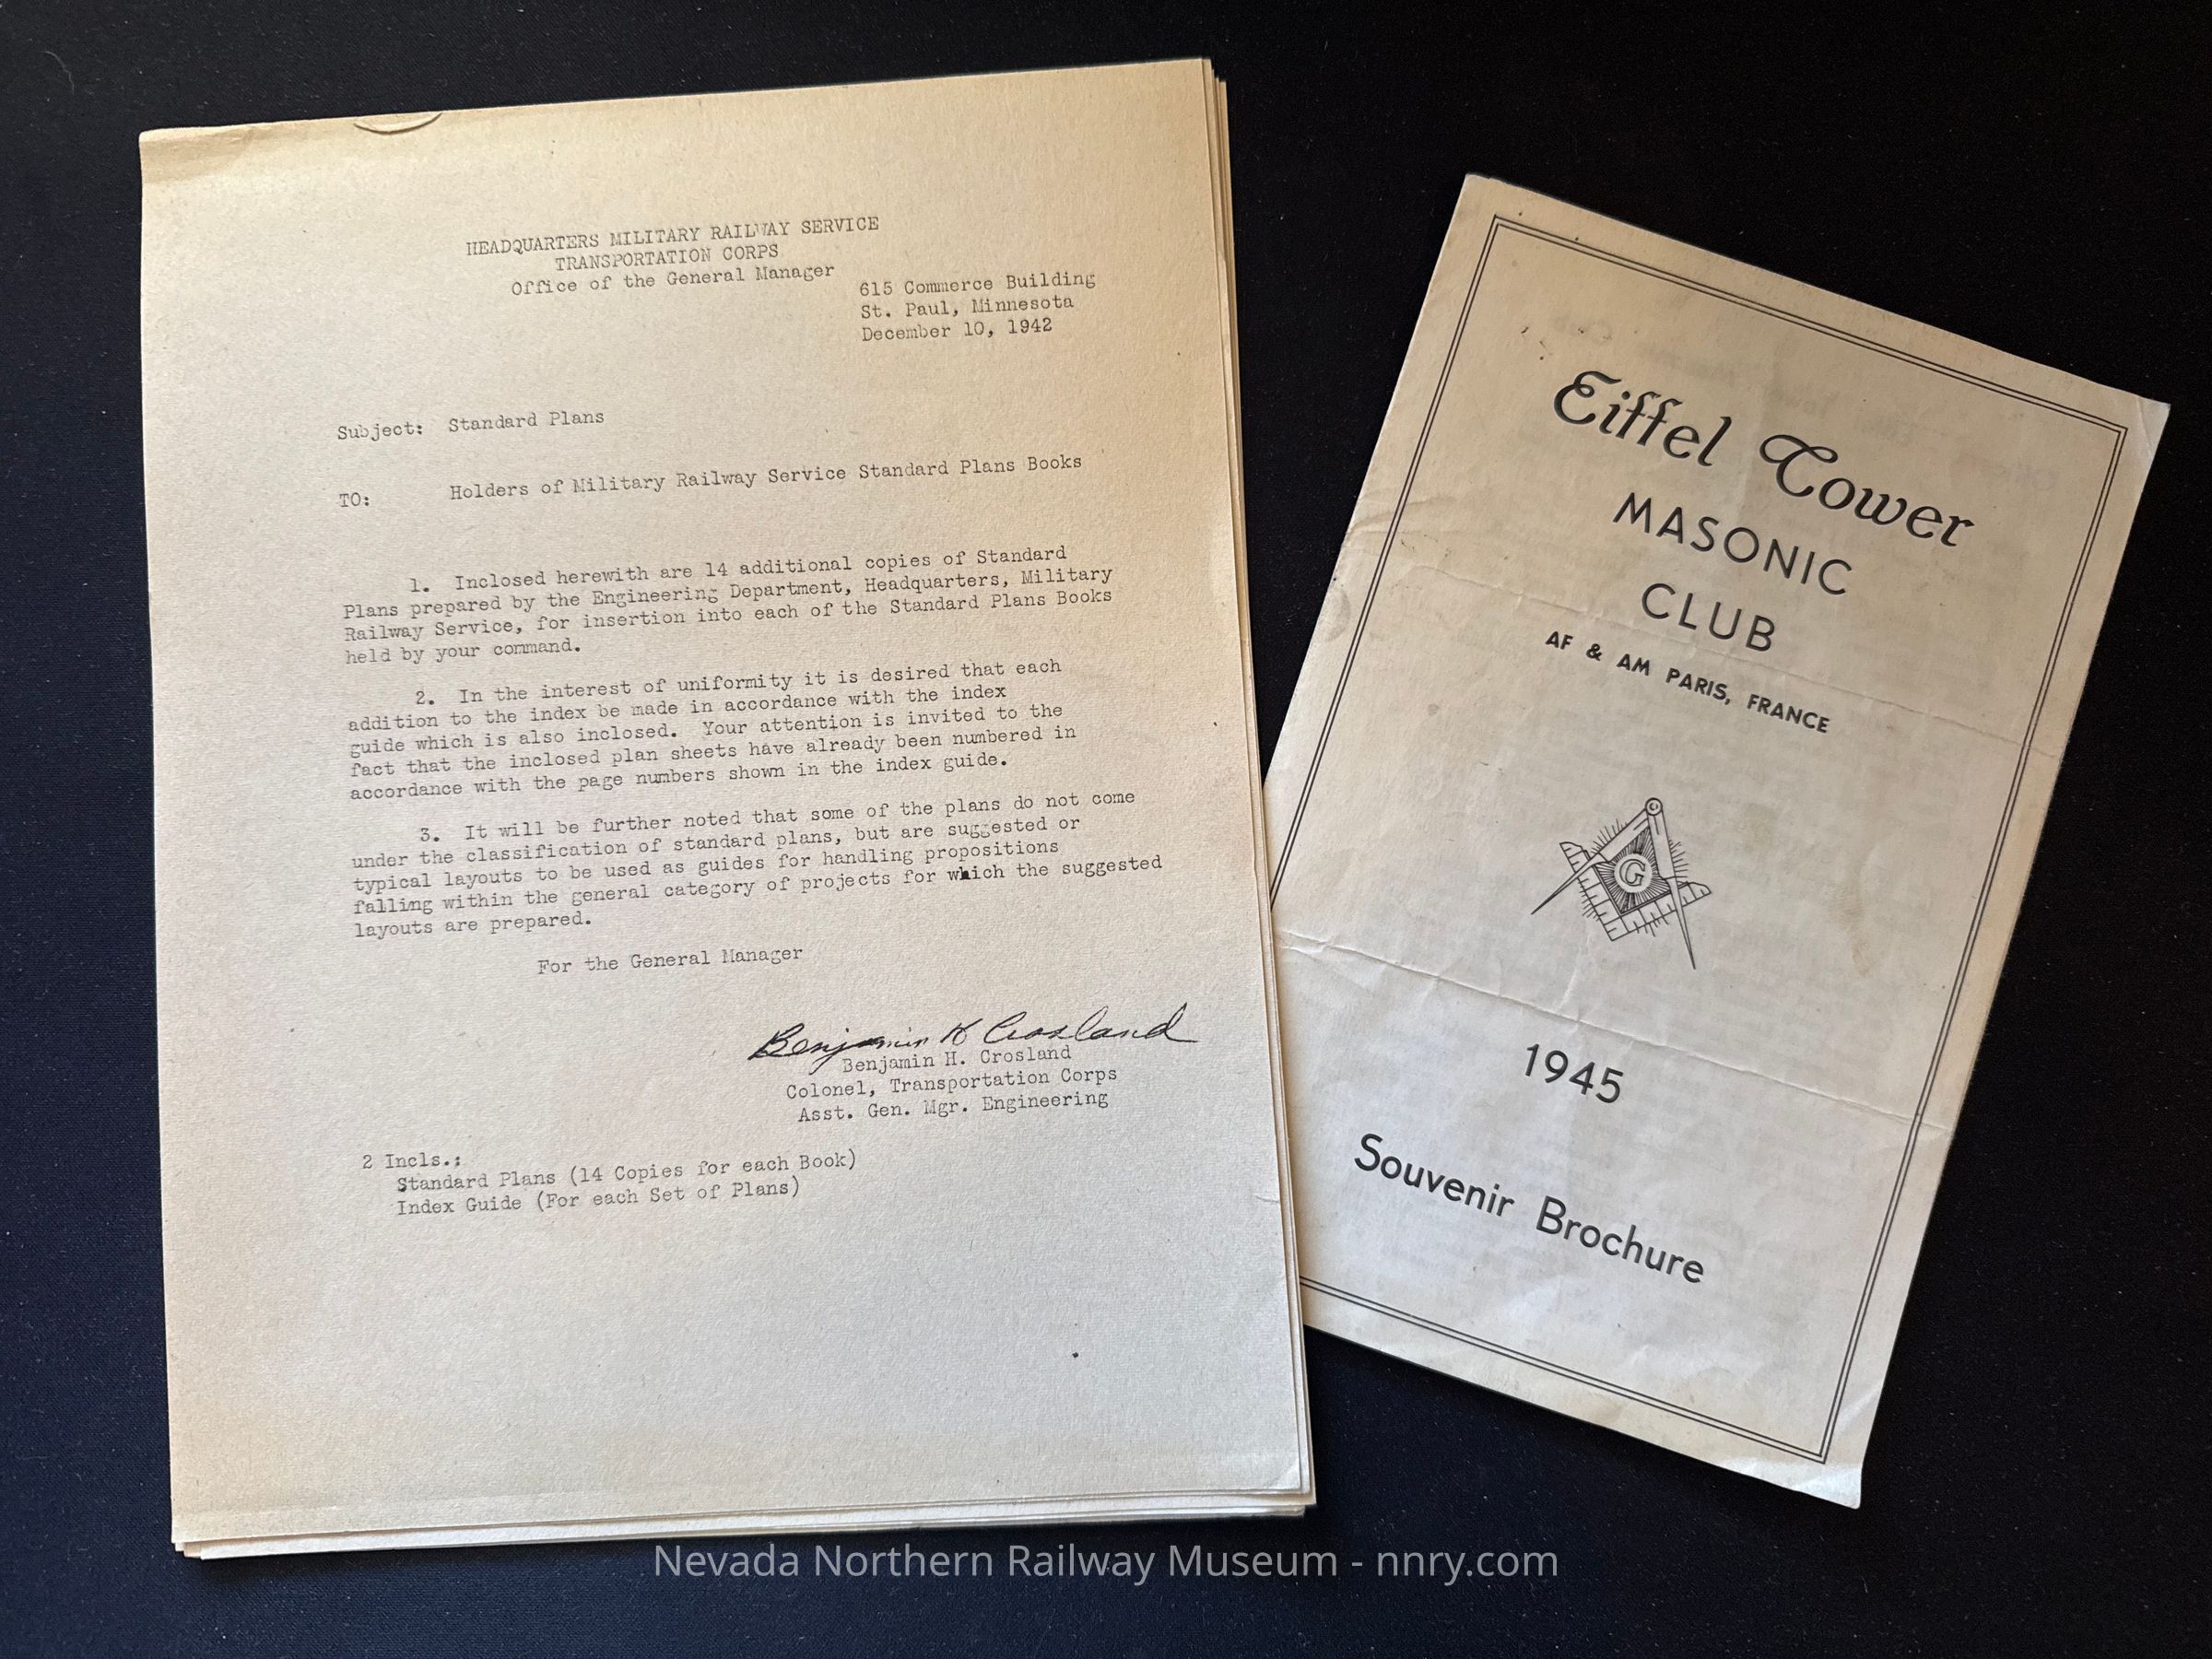 HEADQUARTERS MILITARY RAILWAY SERVICE
TRANSPORTATION CORPS
Office of the General Manager
615 Commerce Building
St. Paul, Minnesota
December 10, 1942
Subject: Standard Plans
TO: Holders of Military Railway Service Standard Plans Books
1. Inclosed herewith are 14 additional copies of Standard
Plans prepared by the Engineering Department, Headquarters, Military
Railway Service, for insertion into each of the Standard Plans Books
held by your command.
2. In the interest of uniformity it is desired that each
addition to the index be made in accordance with the index
guide which is also inclosed. Your attention is invited to the
fact that the inclosed plan sheets have already been numbered in
accordance with the page numbers shown in the index guide.
3. It will be further noted that some of the plans do not come
under the classification of standard plans, but are suggested or
typical layouts to be used as guides for handling propositions
falling within the general category of projects for which the suggested
layouts are prepared.
For the General Manager
Benjamin H Crosland
Benjamin H. Crosland
Colonel, Transportation Corps
Asst. Gen. Mgr. Engineering
2 Incls.:
Standard Plans (14 Copies for each Book)
Index Guide (For each Set of Plans)
Eiffel Tower
MASONIC
CLUB
AF & AM PARIS, FRANCE
G
1945
Souvenir Brochure
Nevada Northern Railway Museum - nnry.com